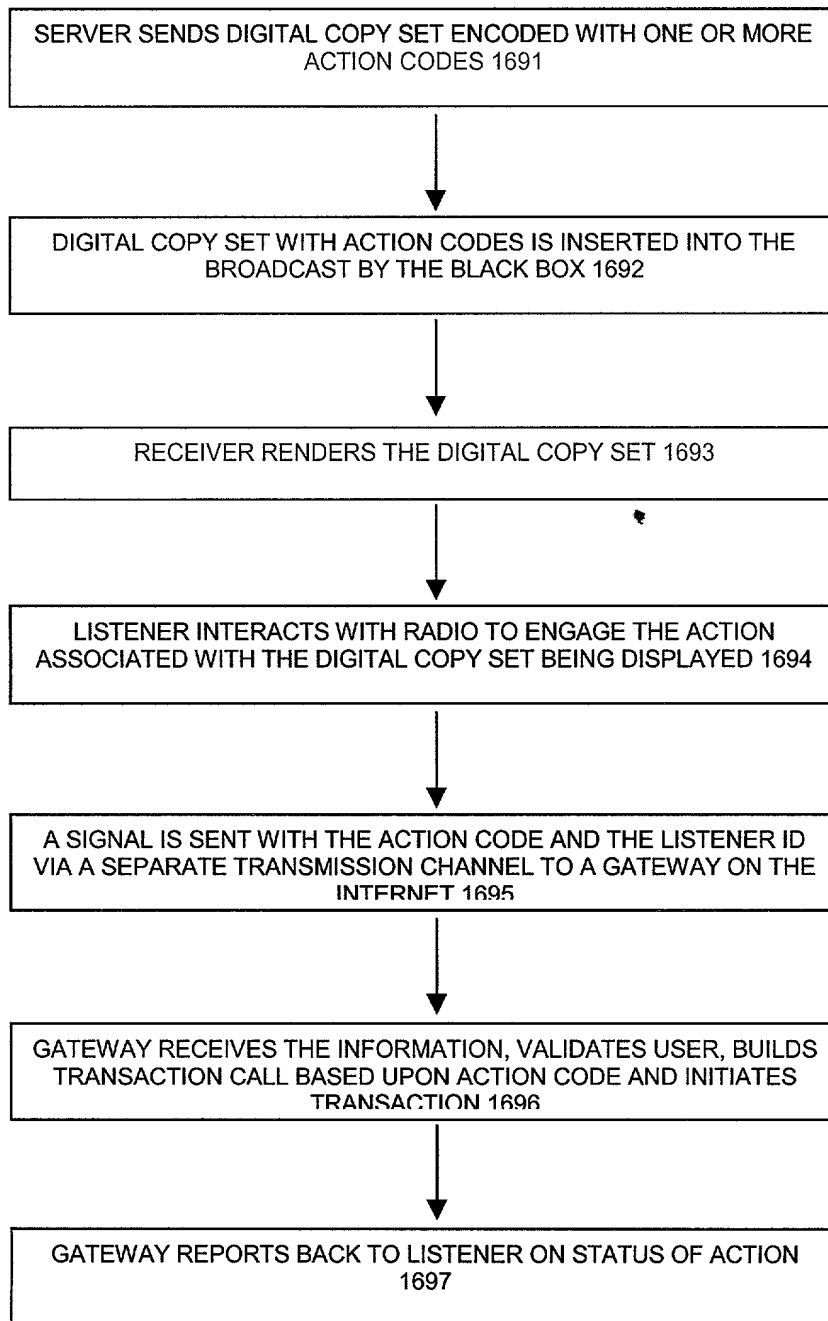 SERVER SENDS DIGITAL COPY SET ENCODED WITH ONE OR MORE
ACTION CODES 1691
DIGITAL COPY SET WITH ACTION CODES IS INSERTED INTO THE
BROADCAST BY THE BLACK BOX 1692
RECEIVER RENDERS THE DIGITAL COPY SET 1693
LISTENER INTERACTS WITH RADIO TO ENGAGE THE ACTION
ASSOCIATED WITH THE DIGITAL COPY SET BEING DISPLAYED 1694
A SIGNAL IS SENT WITH THE ACTION CODE AND THE LISTENER ID
VIA A SEPARATE TRANSMISSION CHANNEL TO A GATEWAY ON THE
INTERNET 1695
GATEWAY RECEIVES THE INFORMATION, VALIDATES USER, BUILDS
TRANSACTION CALL BASED UPON ACTION CODE AND INITIATES
TRANSACTION 1696
GATEWAY REPORTS BACK TO LISTENER ON STATUS OF ACTION
1697